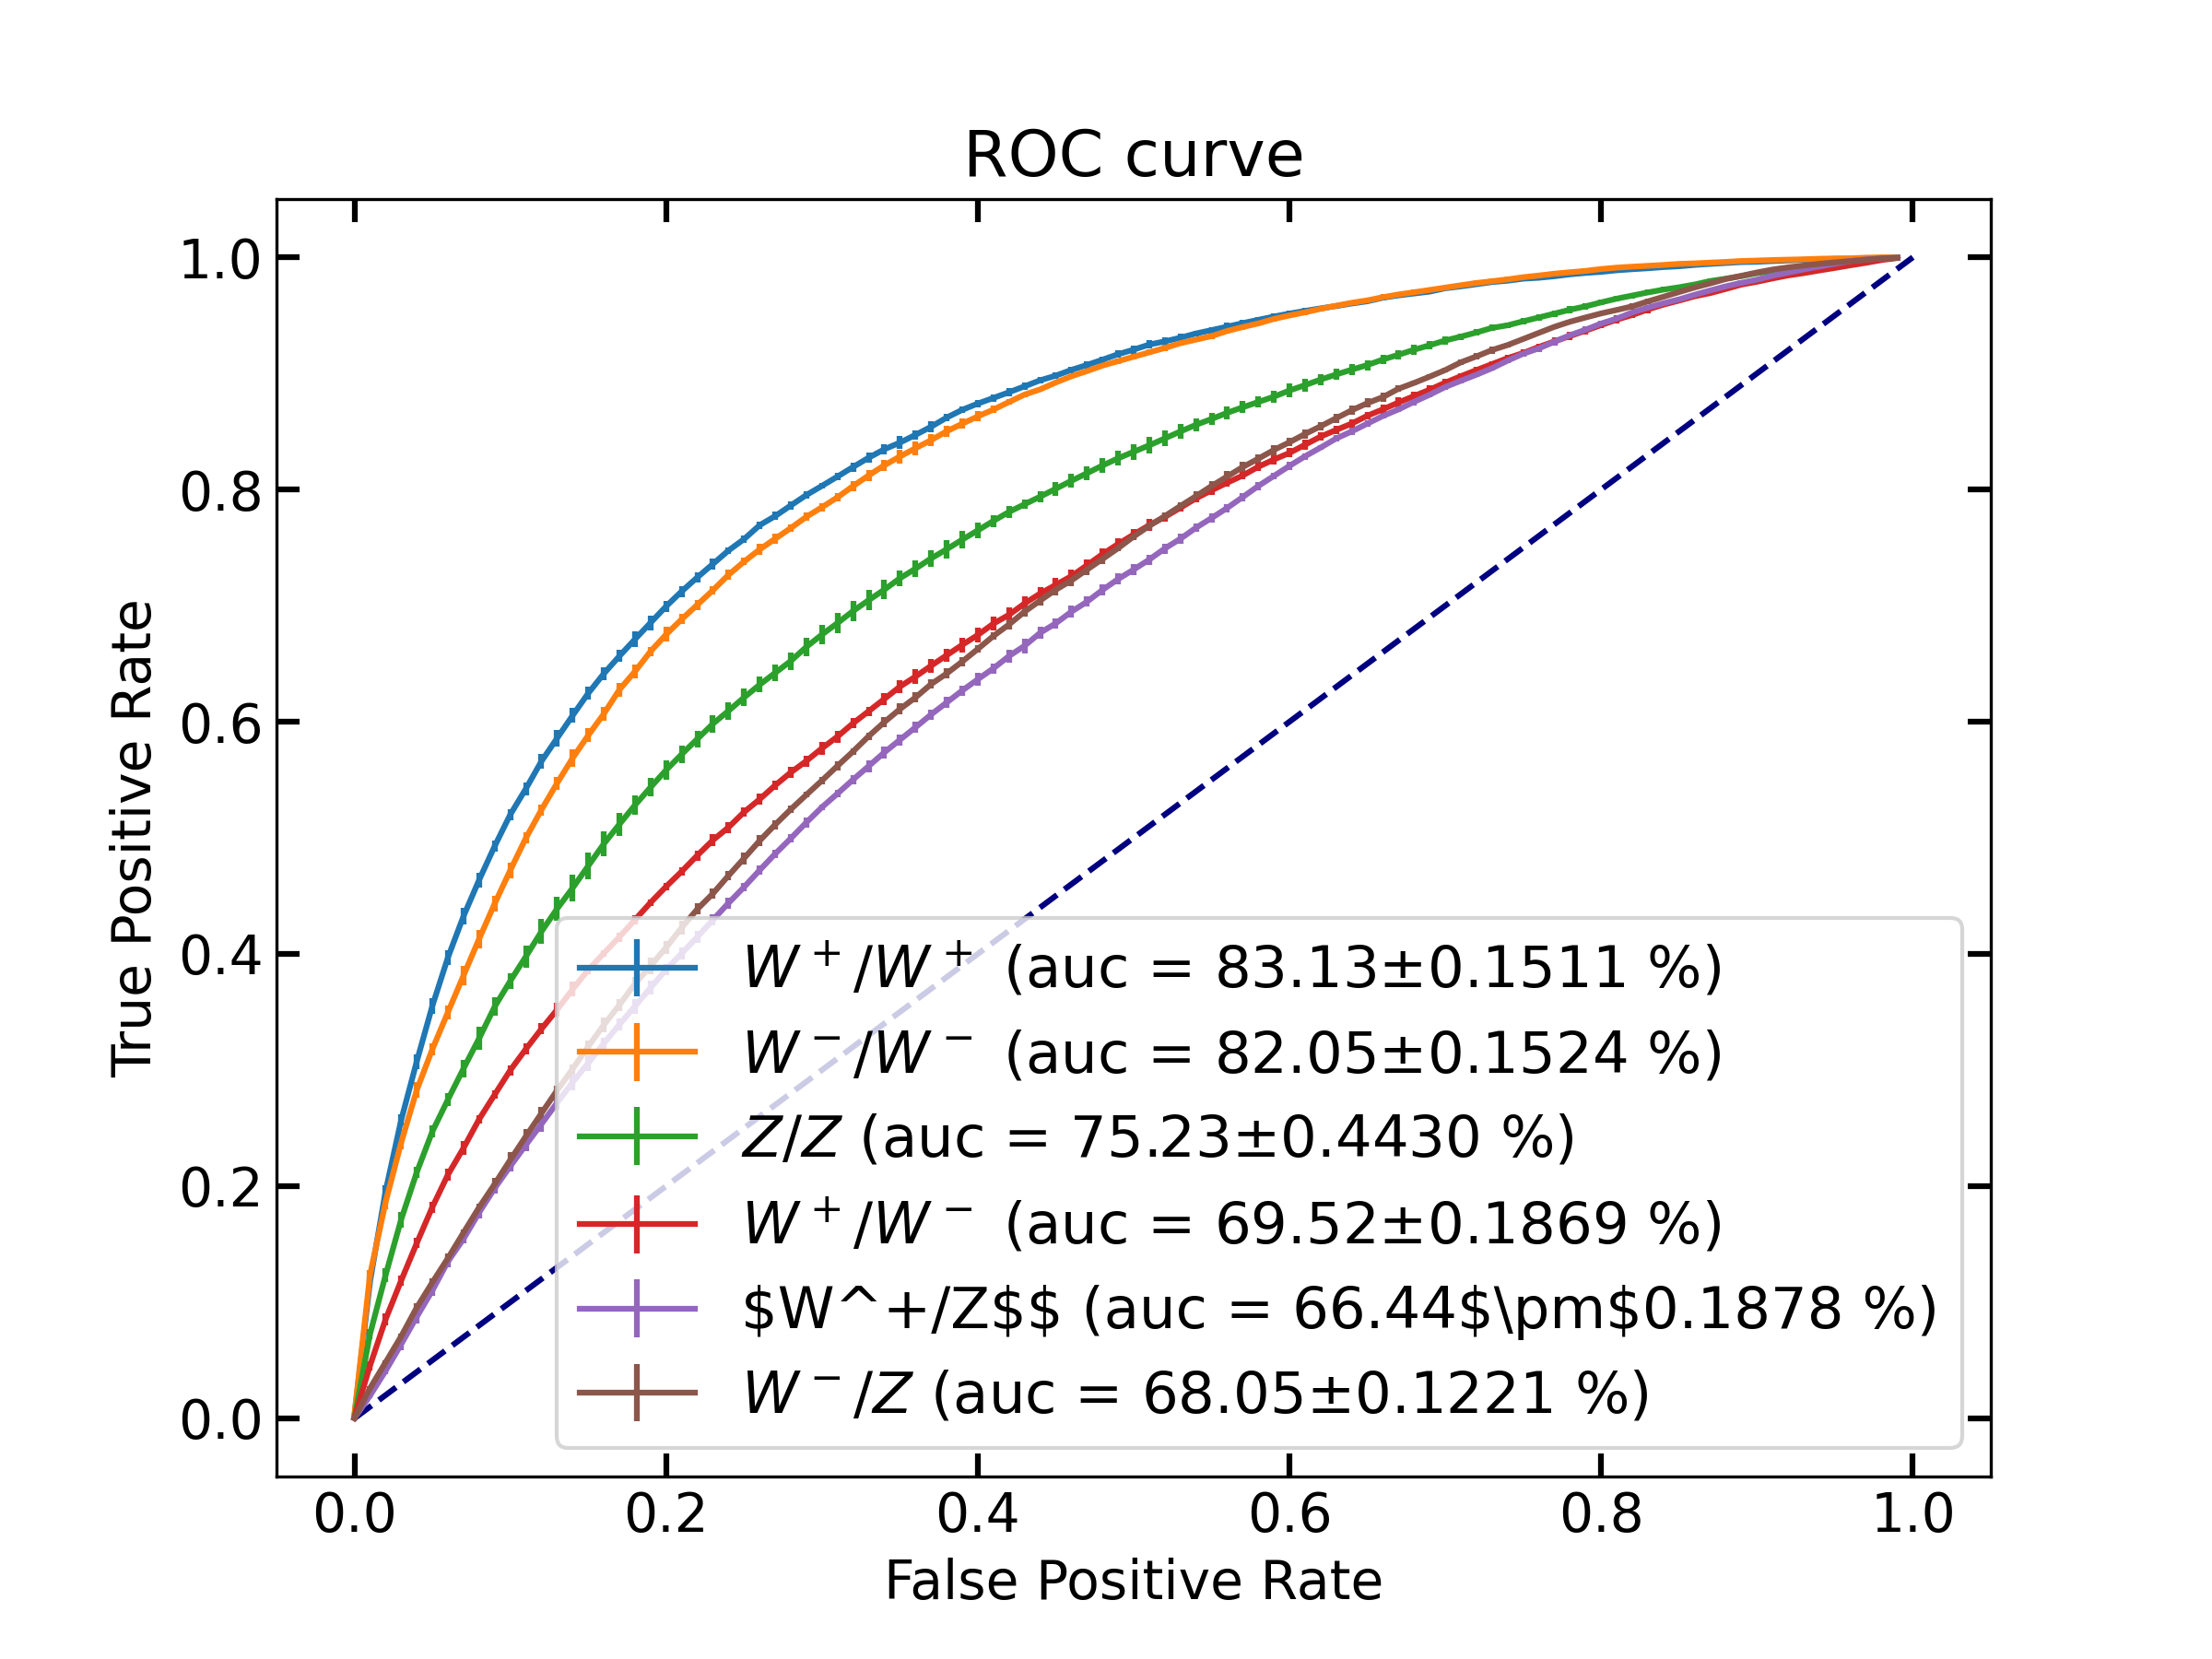 ROC curve
True Positive Rate
1.0
0.8
0.6
0.4
0.2
0.0
W⁺/W⁺ (auc = 83.13±0.1511 %)
W⁻/W⁻ (auc = 82.05±0.1524 %)
Z/Z (auc = 75.23±0.4430 %)
W⁺/W⁻ (auc = 69.52±0.1869 %)
$W^+/Z$$ (auc = 66.44$\pm$0.1878 %)
W⁻/Z (auc = 68.05±0.1221 %)
0.0 0.2 0.4 0.6 0.8 1.0
False Positive Rate